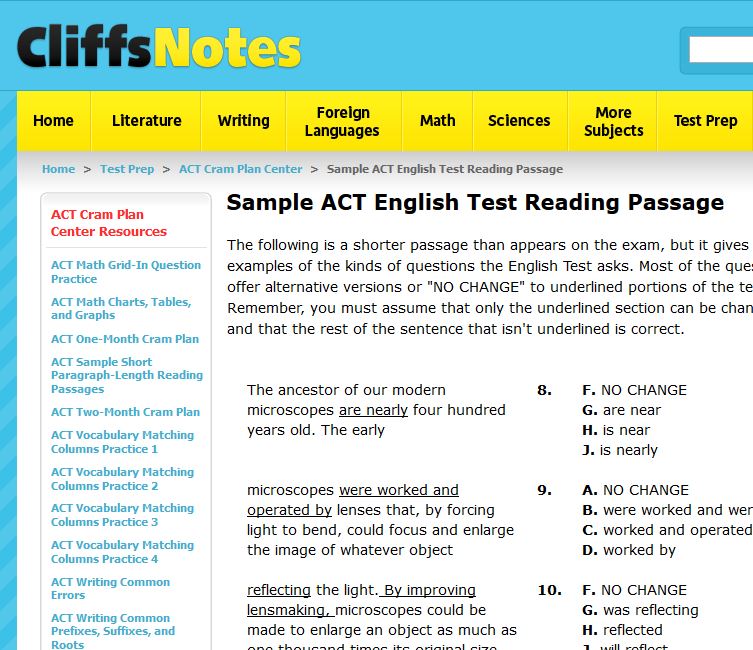 CliffsNotes
Home Literature Writing Foreign Languages Math Sciences More Subjects Test Prep
Home > Test Prep > ACT Cram Plan Center > Sample ACT English Test Reading Passage
ACT Cram Plan
Center Resources
ACT Math Grid-In Question
Practice
ACT Math Charts, Tables,
and Graphs
ACT One-Month Cram Plan
ACT Sample Short
Paragraph-Length Reading
Passages
ACT Two-Month Cram Plan
ACT Vocabulary Matching
Columns Practice 1
ACT Vocabulary Matching
Columns Practice 2
ACT Vocabulary Matching
Columns Practice 3
ACT Vocabulary Matching
Columns Practice 4
ACT Writing Common
Errors
ACT Writing Common
Prefixes, Suffixes, and
Roots
Sample ACT English Test Reading Passage
The following is a shorter passage than appears on the exam, but it gives
examples of the kinds of questions the English Test asks. Most of the
offer alternative versions or "NO CHANGE" to underlined portions of the
Remember, you must assume that only the underlined section can be
and that the rest of the sentence that isn't underlined is correct.
The ancestor of our modern
microscopes are nearly four hundred
years old. The early
8. F. NO CHANGE
G. are near
H. is near
J. is nearly
microscopes were worked and
operated by lenses that, by forcing
light to bend, could focus and enlarge
the image of whatever object
9. A. NO CHANGE
B. were worked and
C. worked and operated
D. worked by
reflecting the light. By improving
lensmaking, microscopes could be
made to enlarge an object as much as
one thousand times its original size
10. F. NO CHANGE
G. was reflecting
H. reflected
J. will reflect